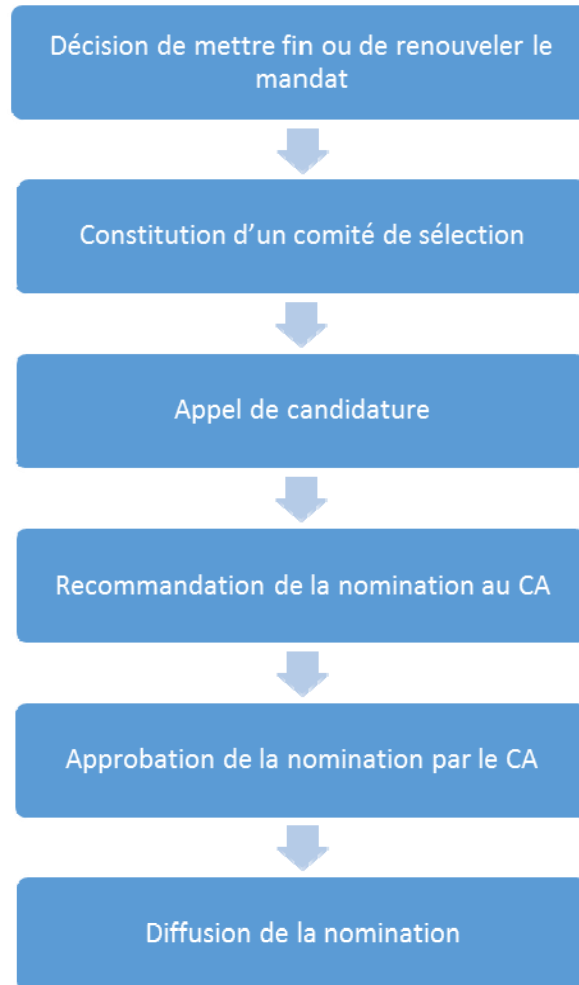 Décision de mettre fin ou de renouveler le
mandat
Constitution d’un comité de sélection
Appel de candidature
Recommandation de la nomination au CA
Approbation de la nomination par le CA
Diffusion de la nomination